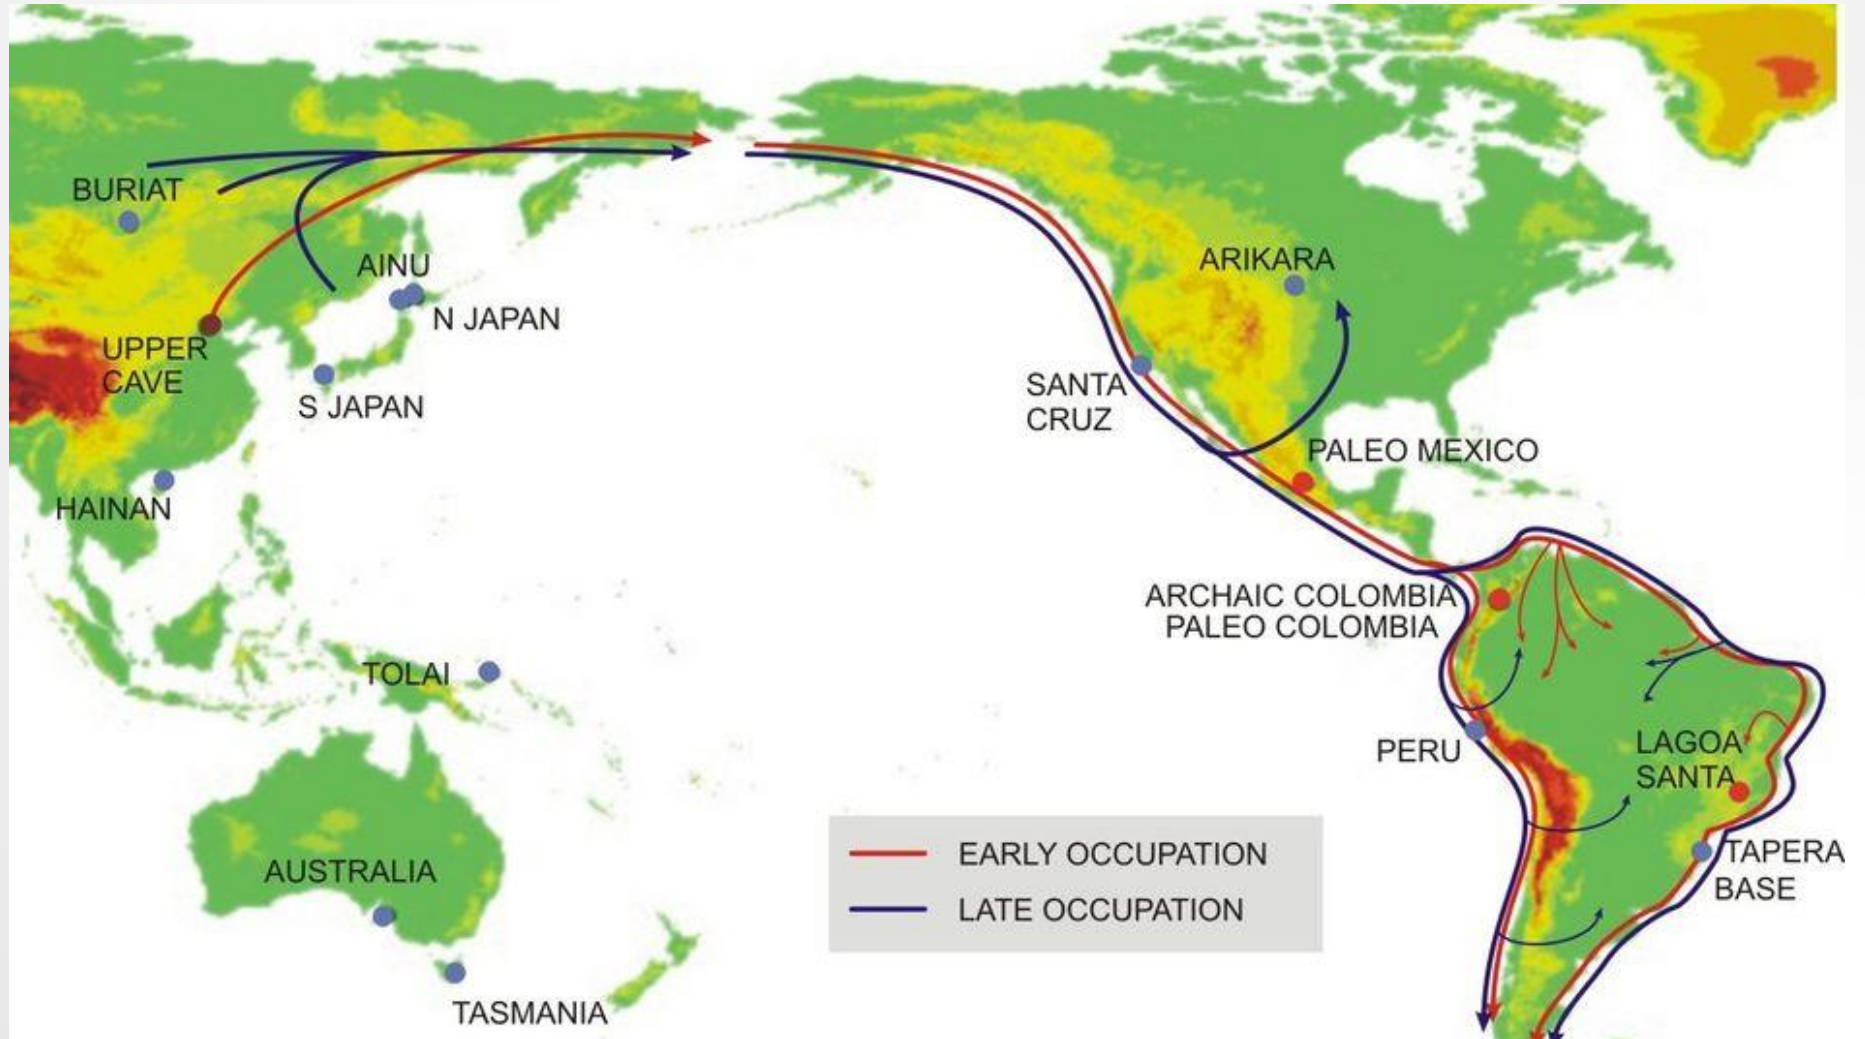 BURIAT
AINU
N JAPAN
UPPER
CAVE
S JAPAN
HAINAN
TOLAI
AUSTRALIA
TASMANIA
ARIKARA
SANTA
CRUZ
PALEO MEXICO
ARCHAIC COLOMBIA
PALEO COLOMBIA
PERU
LAGOA
SANTA
TAPERA
BASE
EARLY OCCUPATION
LATE OCCUPATION